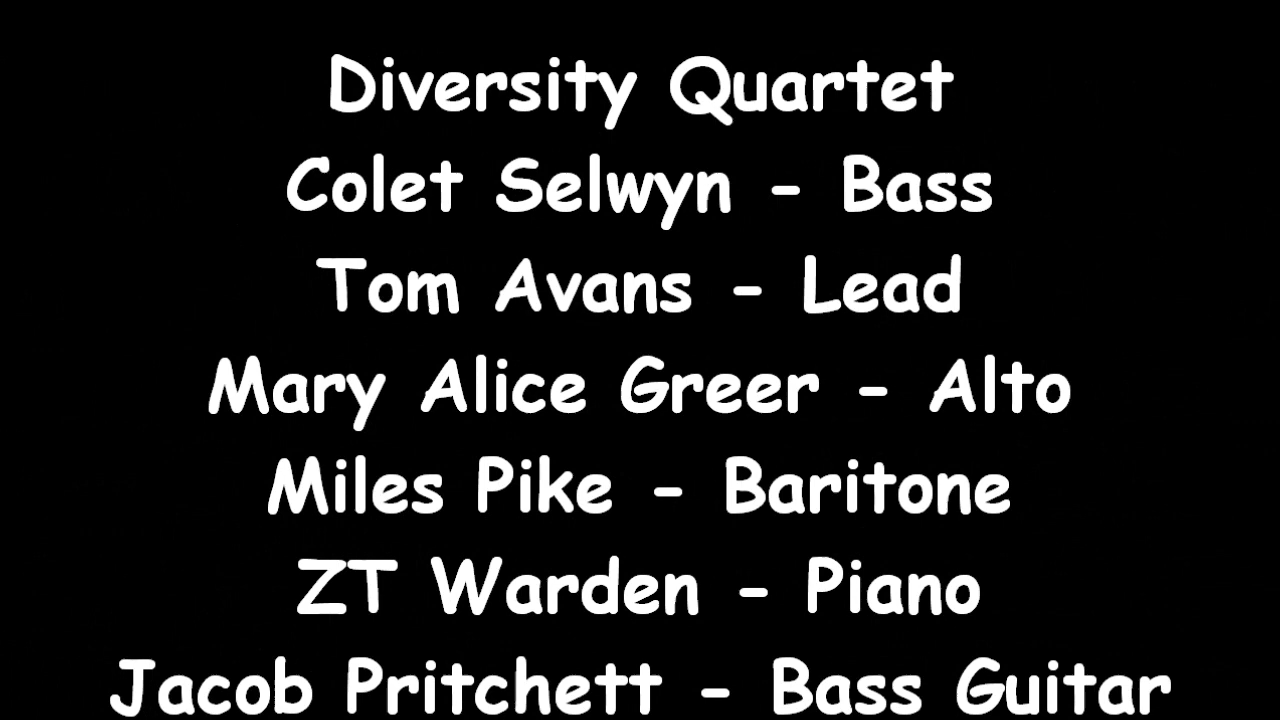 Diversity Quartet
Colet Selwyn - Bass
Tom Avans - Lead
Mary Alice Greer - Alto
Miles Pike - Baritone
ZT Warden - Piano
Jacob Pritchett - Bass Guitar